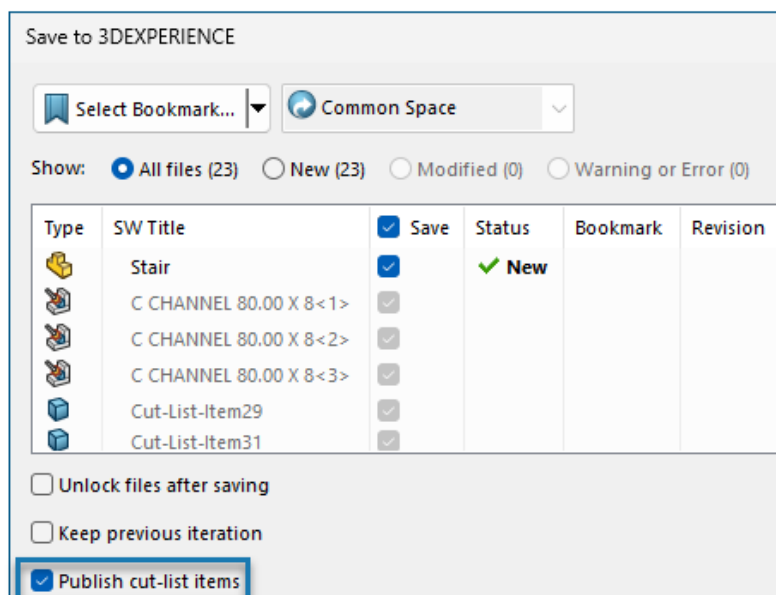 Save to 3DEXPERIENCE
Select Bookmark... Common Space
Show: All files (23) New (23) Modified (0) Warning or Error (0)
Type SW Title Save Status Bookmark Revision
Stair New
C CHANNEL 80.00 X 8<1>
C CHANNEL 80.00 X 8<2>
C CHANNEL 80.00 X 8<3>
Cut-List-Item29
Cut-List-Item31
Unlock files after saving
Keep previous iteration
Publish cut-list items